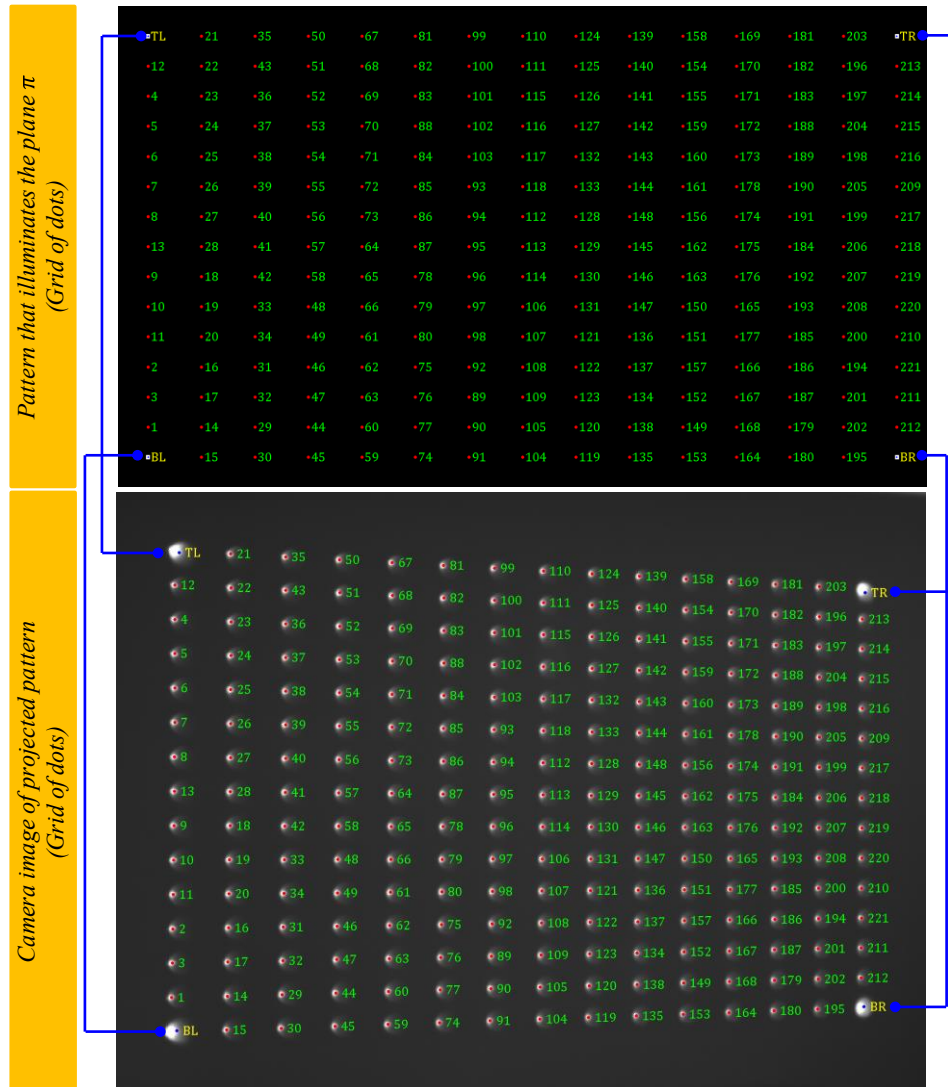 Pattern that illuminates the plane π
(Grid of dots)
TL 21 35 50 67 81 99 110 124 139 158 169 181 203 TR
12 22 43 51 68 82 100 111 125 140 154 170 182 196 213
4 23 36 52 69 83 101 115 126 141 155 171 183 197 214
5 24 37 53 70 88 102 116 127 142 159 172 188 204 215
6 25 38 54 71 84 103 117 132 143 160 173 189 198 216
7 26 39 55 72 85 93 118 133 144 161 178 190 205 209
8 27 40 56 73 86 94 112 128 148 156 174 191 199 217
13 28 41 57 64 87 95 113 129 145 162 175 184 206 218
9 18 42 58 65 78 96 114 130 146 163 176 192 207 219
10 19 33 48 66 79 97 106 131 147 150 165 193 208 220
11 20 34 49 61 80 98 107 121 136 151 177 185 200 210
2 16 31 46 62 75 92 108 122 137 157 166 186 194 221
3 17 32 47 63 76 89 109 123 134 152 167 187 201 211
1 14 29 44 60 77 90 105 120 138 149 168 179 202 212
BL 15 30 45 59 74 91 104 119 135 153 164 180 195 BR
Camera image of projected pattern
(Grid of dots)
TL 21 35 50 67 81 99 110 124 139 158 169 181 203 TR
12 22 43 51 68 82 100 111 125 140 154 170 182 196 213
4 23 36 52 69 83 101 115 126 141 155 171 183 197 214
5 24 37 53 70 88 102 116 127 142 159 172 188 204 215
6 25 38 54 71 84 103 117 132 143 160 173 189 198 216
7 26 39 55 72 85 93 118 133 144 161 178 190 205 209
8 27 40 56 73 86 94 112 128 148 156 174 191 199 217
13 28 41 57 64 87 95 113 129 145 162 175 184 206 218
9 18 42 58 65 78 96 114 130 146 163 176 192 207 219
10 19 33 48 66 79 97 106 131 147 150 165 193 208 220
11 20 34 49 61 80 98 107 121 136 151 177 185 200 210
2 16 31 46 62 75 92 108 122 137 157 166 186 194 221
3 17 32 47 63 76 89 109 123 134 152 167 187 201 211
1 14 29 44 60 77 90 105 120 138 149 168 179 202 212
BL 15 30 45 59 74 91 104 119 135 153 164 180 195 BR